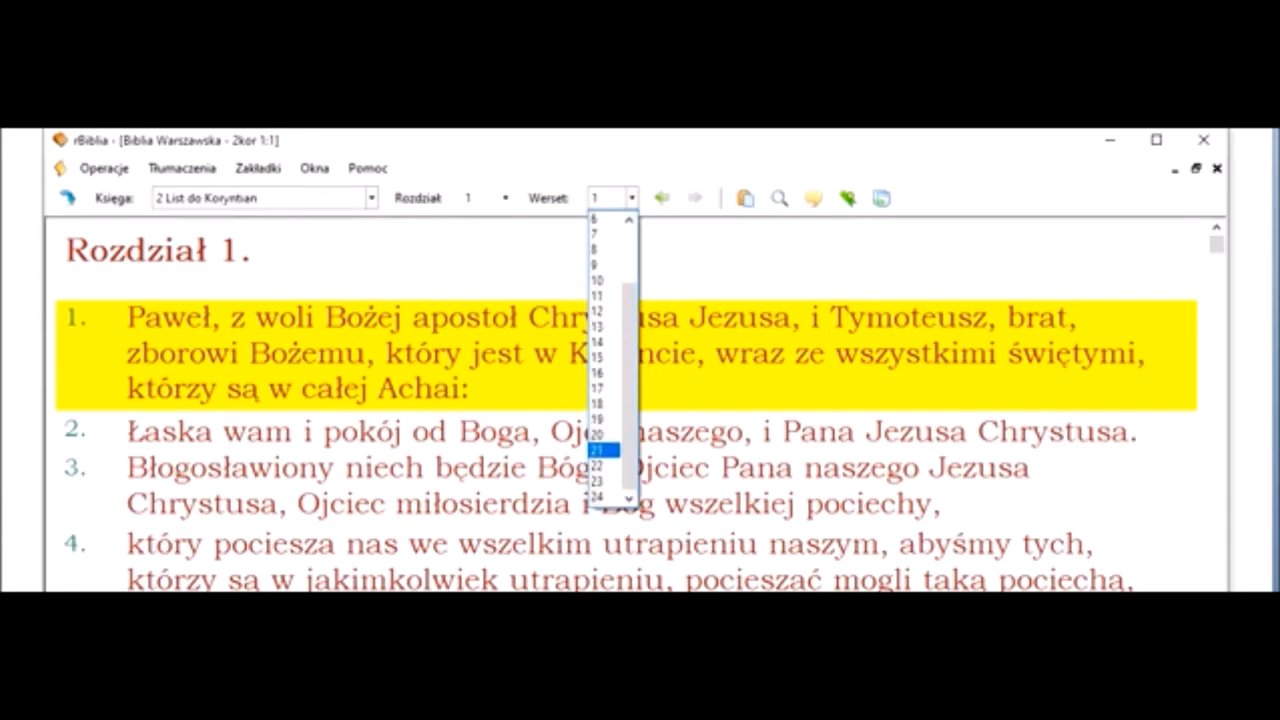 rBiblia - [Biblia Warszawska - 2kor 1:1]
Operacje Tłumaczenia Zakładki Okna Pomoc
Księga: 2 List do Koryntian Rozdział 1 Werset: 1
6
7
8
9
10
11
12
13
14
15
16
17
18
19
20
21
22
23
24
Rozdział 1.
1. Paweł, z woli Bożej apostoł Jezusa, i Tymoteusz, brat,
zborowi Bożemu, który jest w wraz ze wszystkimi świętymi,
którzy są w całej Achai:
2. Łaska wam i pokój od Boga, naszego, i Pana Jezusa Chrystusa.
3. Błogosławiony niech będzie Bóg Ojciec Pana naszego Jezusa
Chrystusa, Ojciec miłosierdzia i Bóg wszelkiej pociechy,
4. który pociesza nas we wszelkim utrapieniu naszym, abyśmy tych,
którzy są w jakimkolwiek utrapieniu, pocieszać mogli taką pociechą,